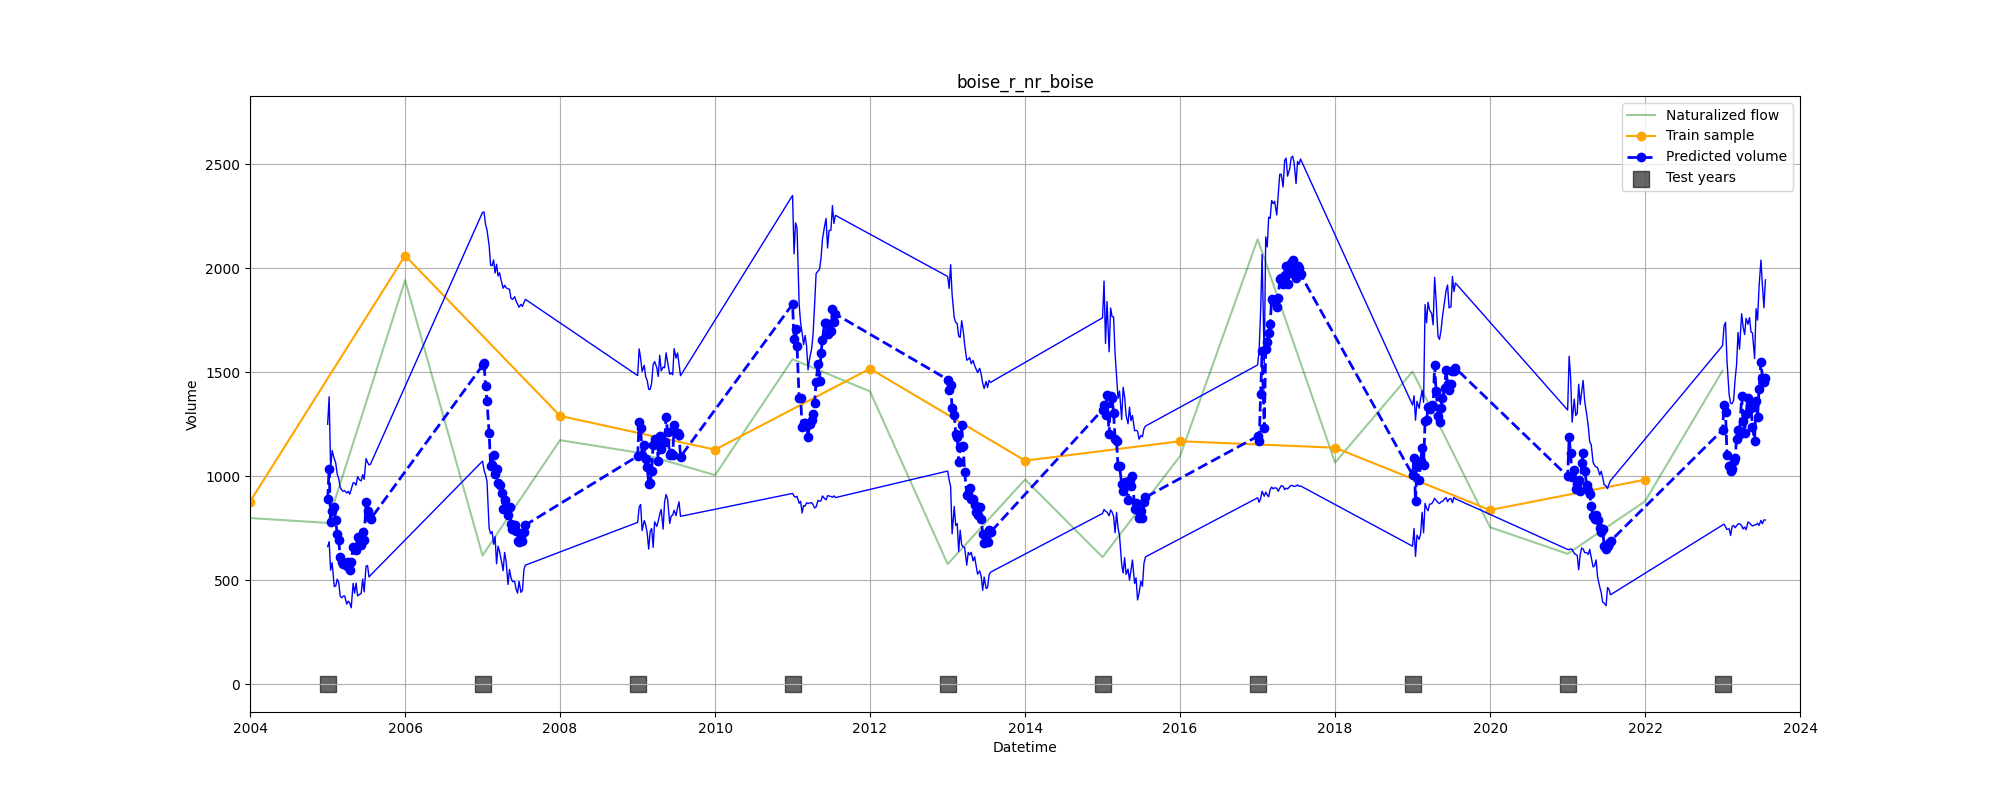 boise_r_nr_boise
Naturalized flow
Train sample
Predicted volume
Test years
Volume
2500
2000
1500
1000
500
0
2004 2006 2008 2010 2012 2014 2016 2018 2020 2022 2024
Datetime